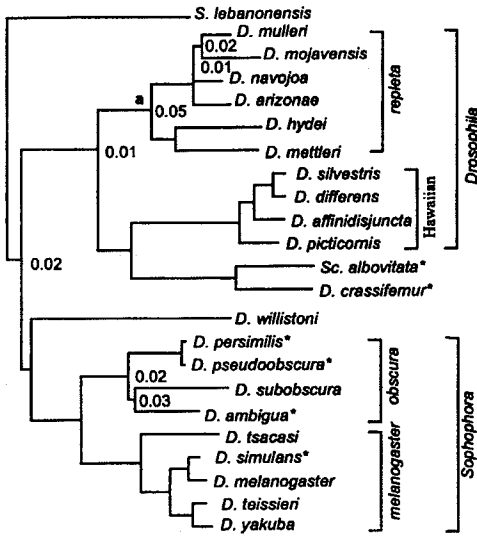 S. lebanonensis
D. mulleri
0.02
D. mojavensis
0.01
D. navojoa
a
0.05
D. arizonae
D. hydei
0.01
D. mettleri
repleta
D. silvestris
D. differens
D. affinidisjuncta
D. picticornis
Hawaiian
Drosophila
0.02
Sc. albovitata*
D. crassifemur*
D. willistoni
D. persimilis*
D. pseudoobscura*
0.02
D. subobscura
0.03
D. ambigua*
obscura
D. tsacasi
D. simulans*
D. melanogaster
D. teissieri
D. yakuba
melanogaster
Sophophora